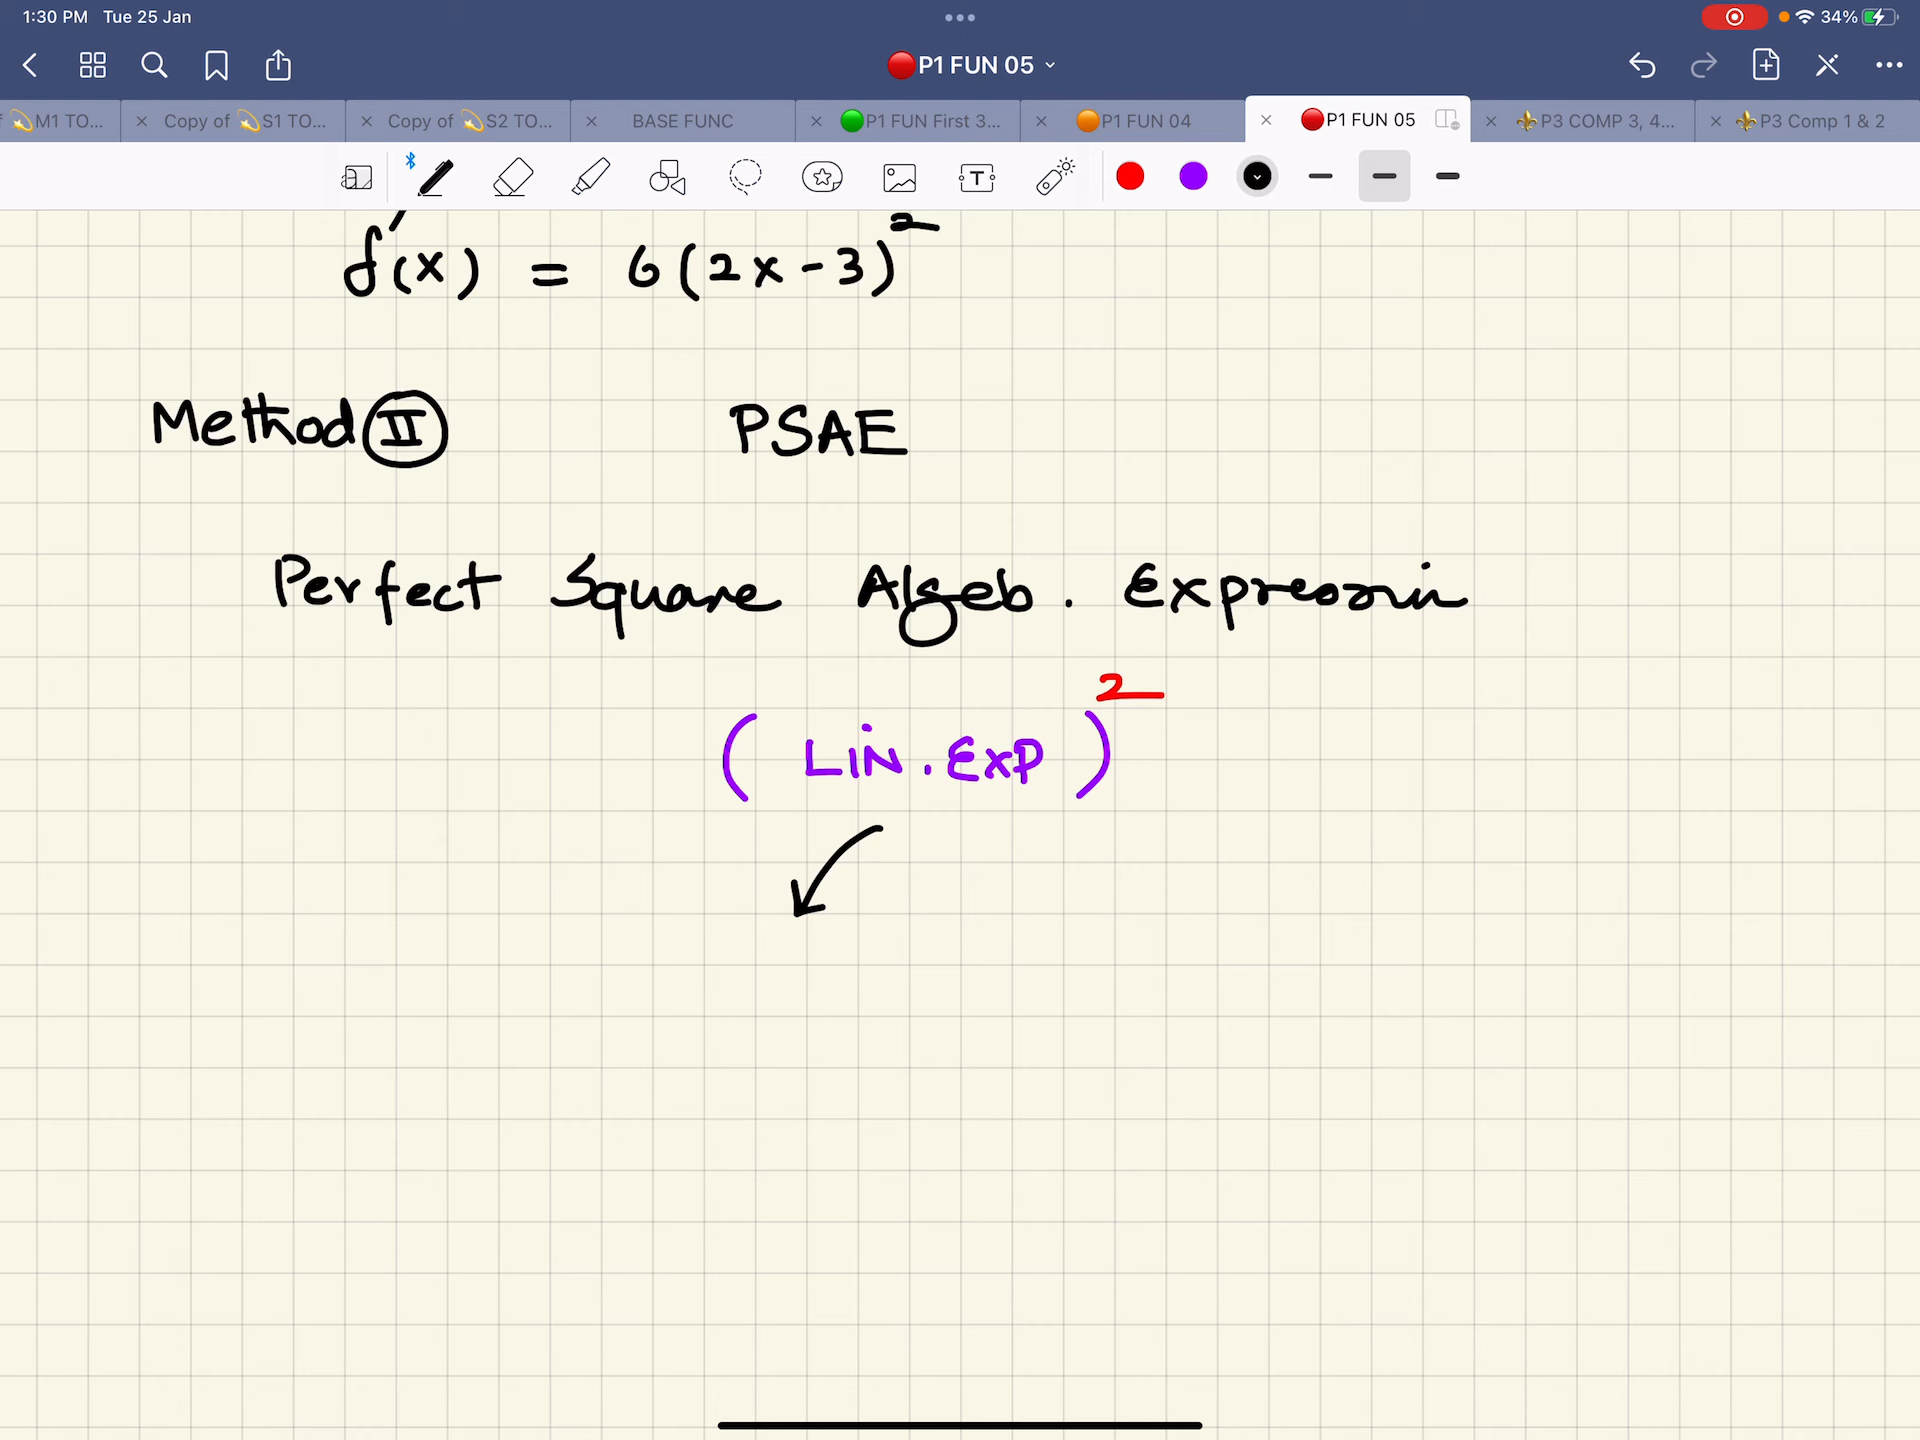 1:30 PM Tue 25 Jan
34%
P1 FUN 05
M1 TO...
Copy of S1 TO...
Copy of S2 TO...
BASE FUNC
P1 FUN First 3...
P1 FUN 04
P1 FUN 05
P3 COMP 3, 4...
P3 Comp 1 & 2
f'(x) = 6(2x-3)²
Method II PSAE
Perfect Square Algeb. Expression
(LIN.EXP)²